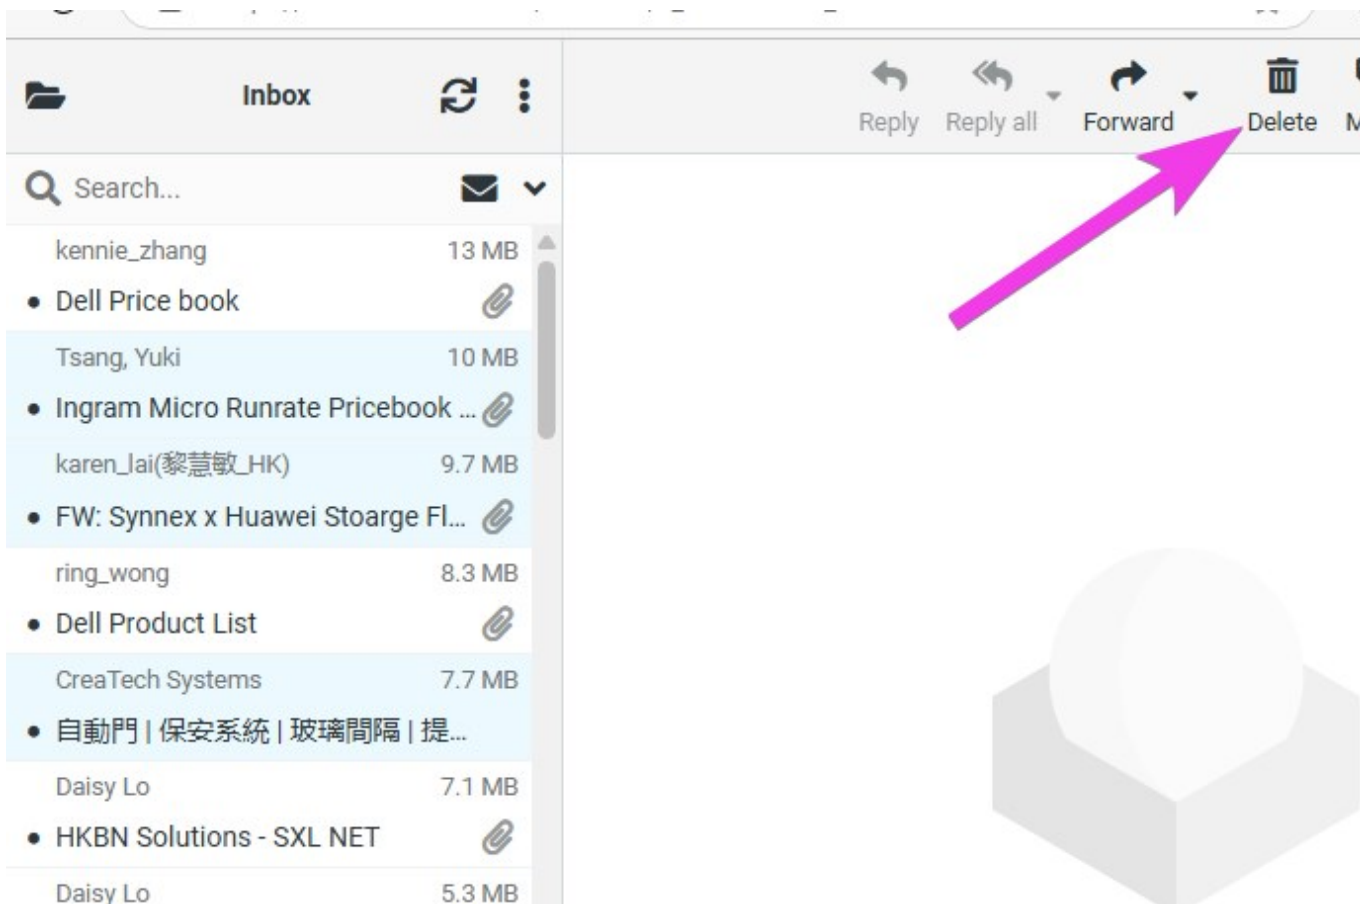 Inbox
Reply
Reply all
Forward
Delete
Search...
kennie_zhang 13 MB
• Dell Price book
Tsang, Yuki 10 MB
• Ingram Micro Runrate Pricebook ...
karen_lai(黎慧敏_HK) 9.7 MB
• FW: Synnex x Huawei Stoarge Fl...
ring_wong 8.3 MB
• Dell Product List
CreaTech Systems 7.7 MB
• 自動門 | 保安系統 | 玻璃間隔 | 提...
Daisy Lo 7.1 MB
• HKBN Solutions - SXL NET
Daisy Lo 5.3 MB